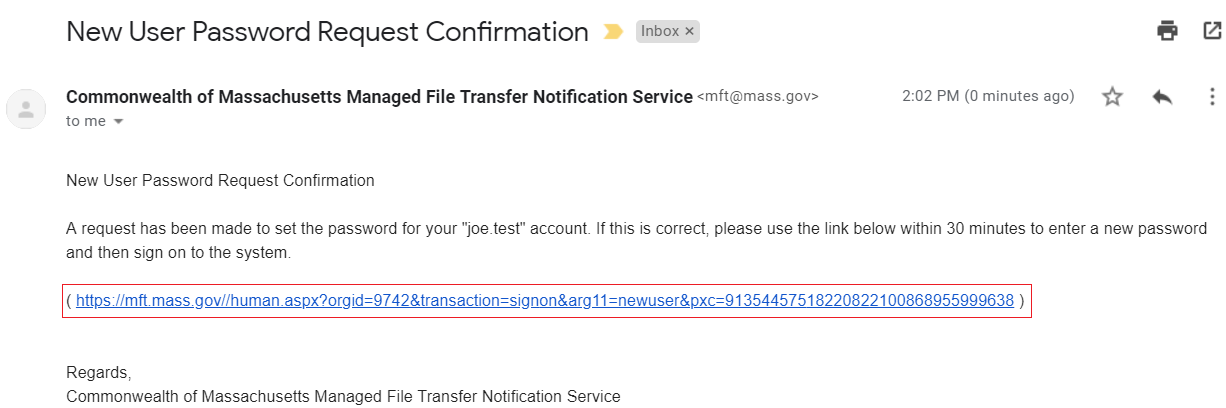 New User Password Request Confirmation Inbox ×
Commonwealth of Massachusetts Managed File Transfer Notification Service <mft@mass.gov> 2:02 PM (0 minutes ago)
to me
New User Password Request Confirmation
A request has been made to set the password for your "joe.test" account. If this is correct, please use the link below within 30 minutes to enter a new password
and then sign on to the system.
( https://mft.mass.gov//human.aspx?orgid=9742&transaction=signon&arg11=newuser&pxc=91354457518220822100868955999638 )
Regards,
Commonwealth of Massachusetts Managed File Transfer Notification Service